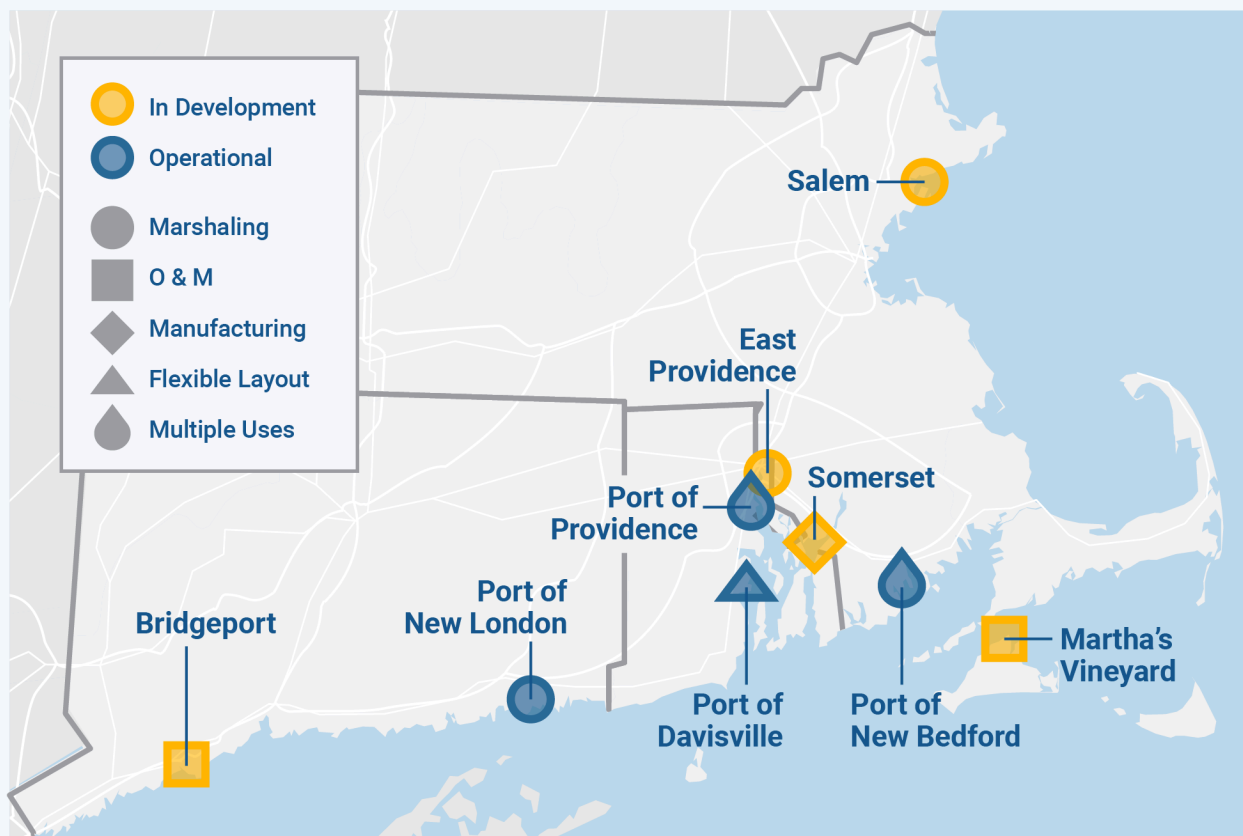 In Development
Operational
Marshaling
O & M
Manufacturing
Flexible Layout
Multiple Uses
Salem
East
Providence
Somerset
Port of
Providence
Port of
New London
Bridgeport
Martha's
Vineyard
Port of
Davisville
Port of
New Bedford